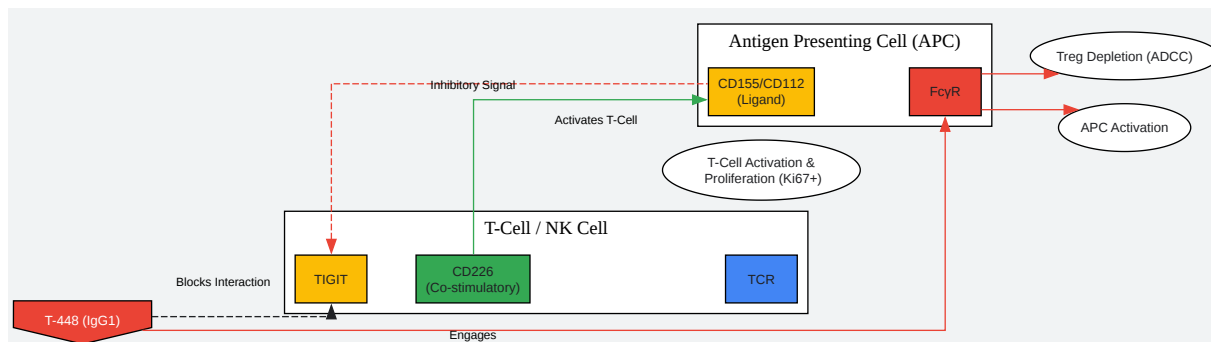 Antigen Presenting Cell (APC)
Treg Depletion (ADCC)
Inhibitory Signal
CD155/CD112
(Ligand)
FcγR
Activates T-Cell
APC Activation
T-Cell Activation &
Proliferation (Ki67+)
T-Cell / NK Cell
Blocks Interaction
TIGIT
CD226
(Co-stimulatory)
TCR
T-448 (IgG1)
Engages